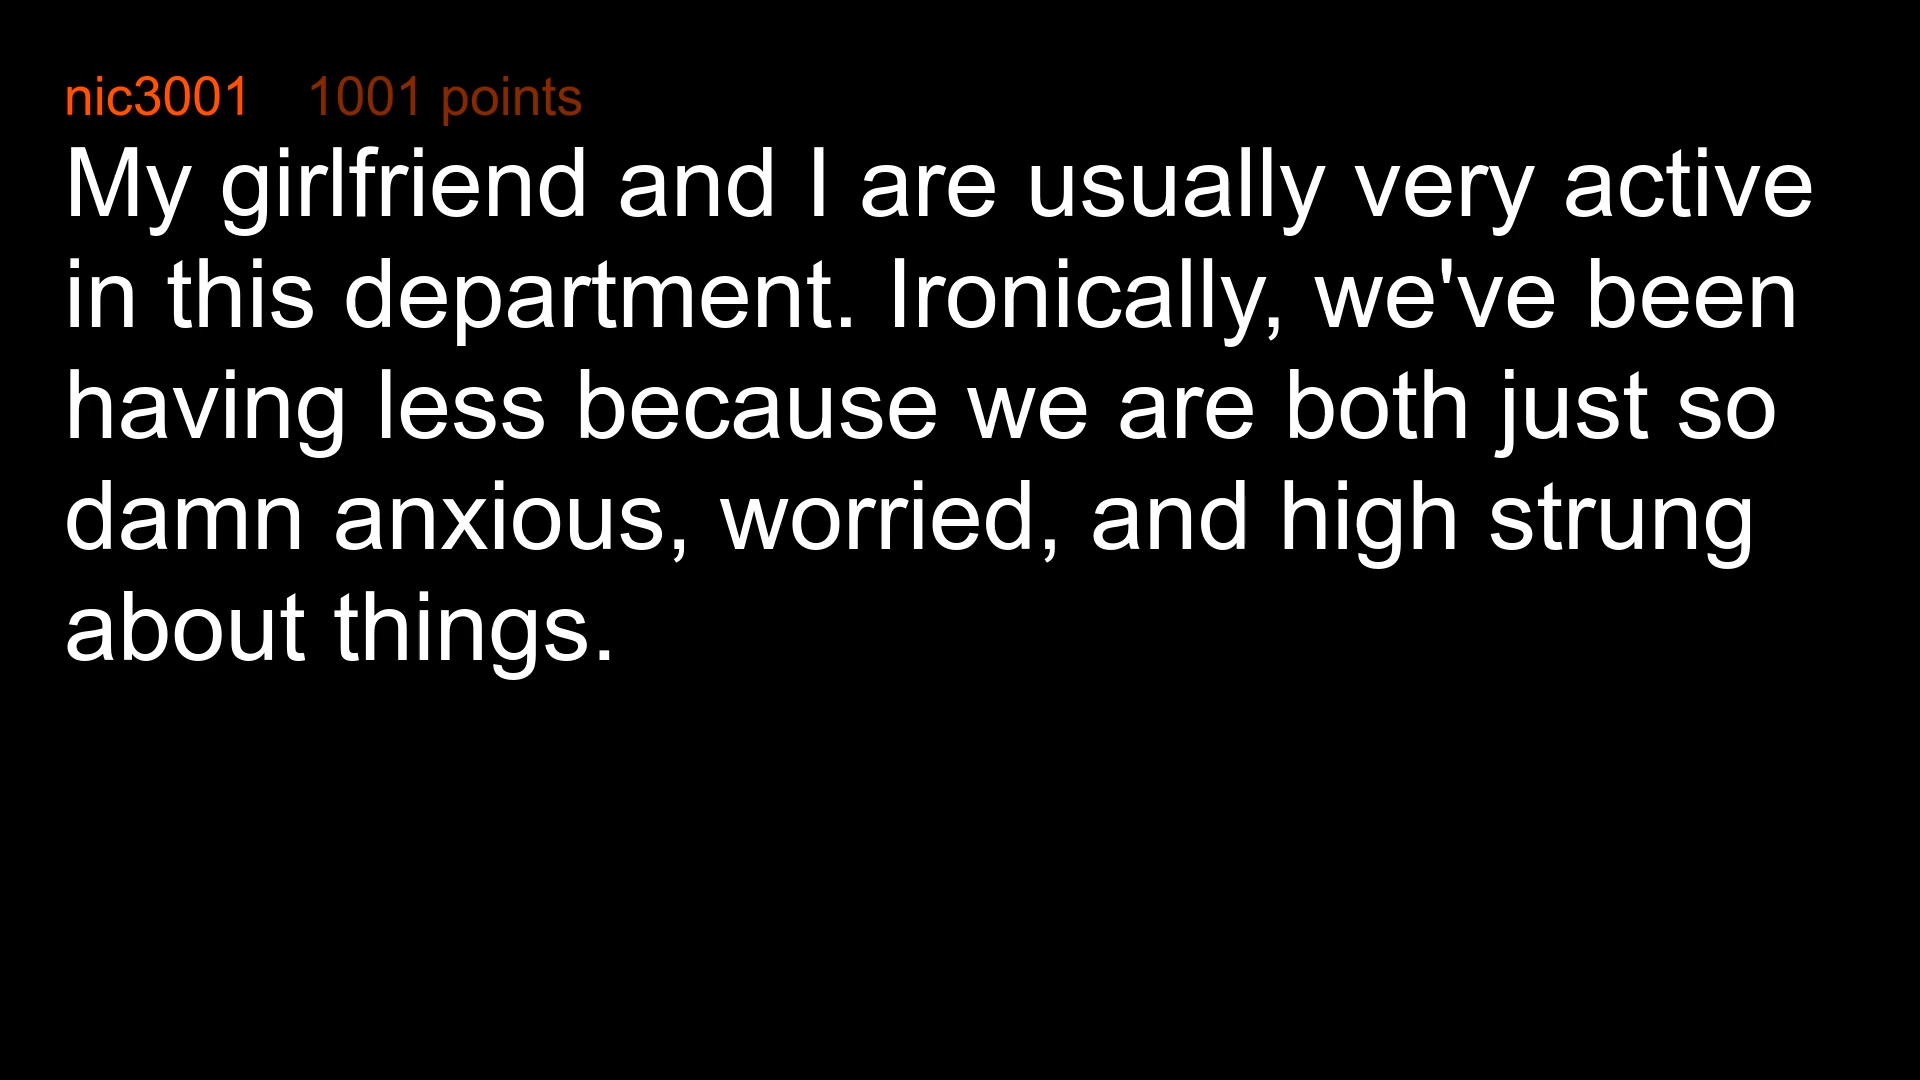 nic3001 1001 points
My girlfriend and I are usually very active
in this department. Ironically, we've been
having less because we are both just so
damn anxious, worried, and high strung
about things.